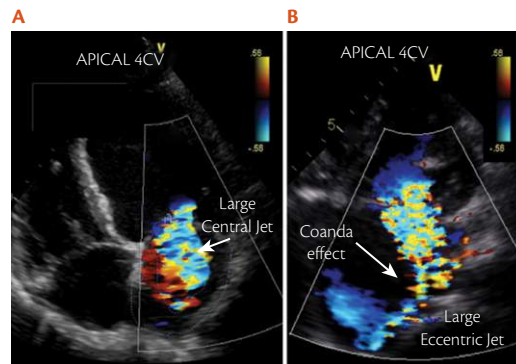 A
B
APICAL 4CV
V
.58
-.58
Large
Central Jet
APICAL 4CV
V
.58
-.58
5
Coanda
effect
Large
Eccentric Jet